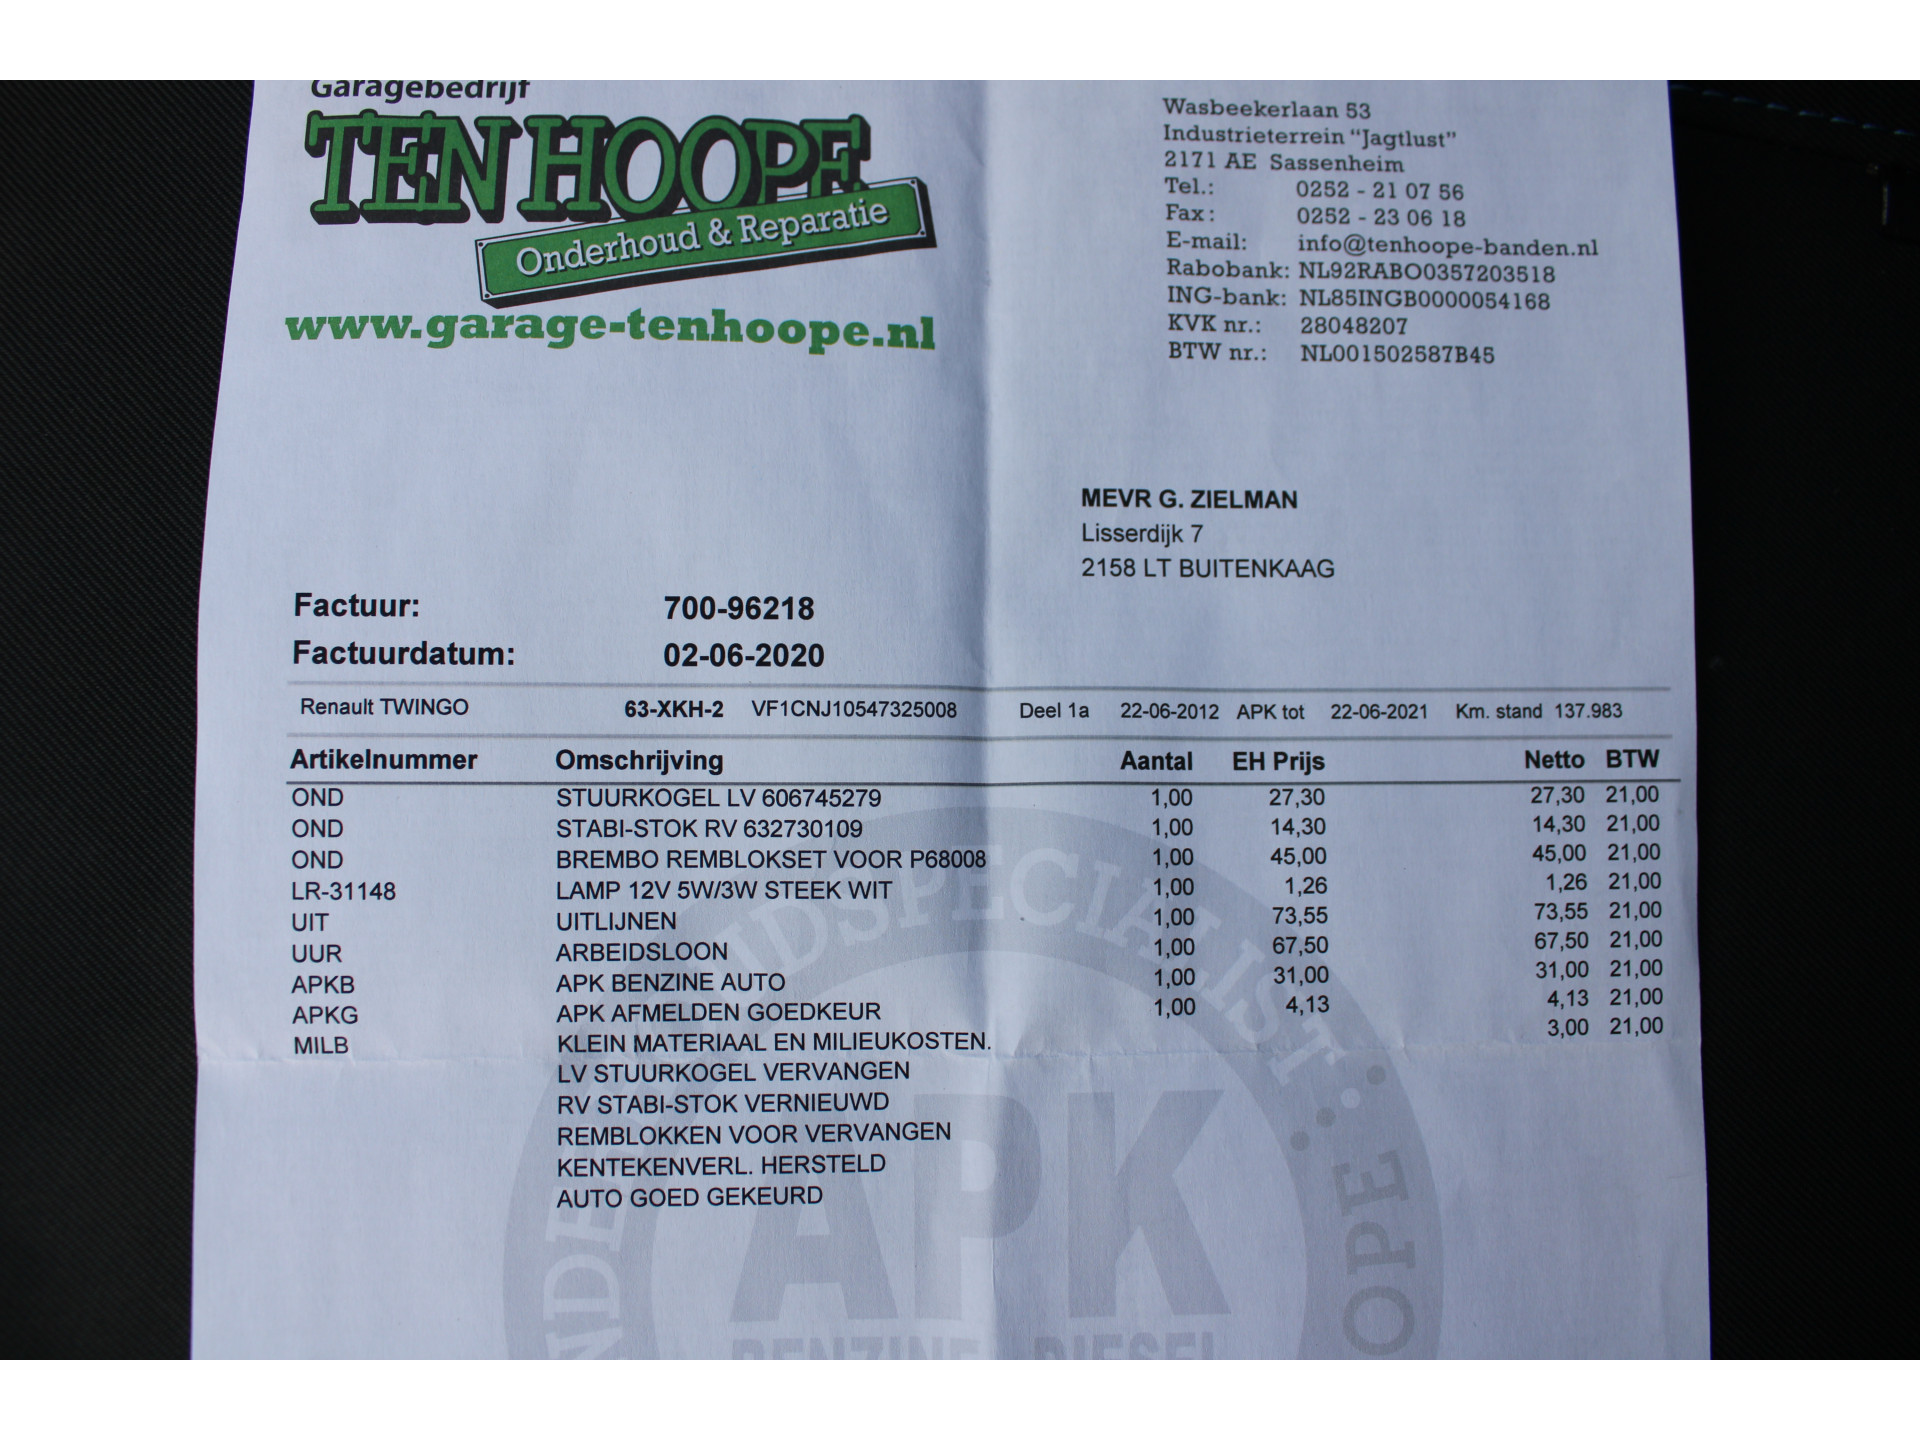 Garagebedrijf
TEN HOOPE
Onderhoud & Reparatie
www.garage-tenhoope.nl
Wasbeekerlaan 53
Industrieterrein "Jagtlust"
2171 AE Sassenheim
Tel.: 0252 - 21 07 56
Fax: 0252 - 23 06 18
E-mail: info@tenhoope-banden.nl
Rabobank: NL92RABO0357203518
ING-bank: NL85INGB0000054168
KVK nr.: 28048207
BTW nr.: NL001502587B45
MEVR G. ZIELMAN
Lisserdijk 7
2158 LT BUITENKAAG
Factuur: 700-96218
Factuurdatum: 02-06-2020
Renault TWINGO 63-XKH-2 VF1CNJ10547325008 Deel 1a 22-06-2012 APK tot 22-06-2021 Km. stand 137.983
Artikelnummer Omschrijving Aantal EH Prijs Netto BTW
OND STUURKOGEL LV 606745279 1,00 27,30 27,30 21,00
OND STABI-STOK RV 632730109 1,00 14,30 14,30 21,00
OND BREMBO REMBLOKSET VOOR P68008 1,00 45,00 45,00 21,00
LR-31148 LAMP 12V 5W/3W STEEK WIT 1,00 1,26 1,26 21,00
UIT UITLIJNEN 1,00 73,55 73,55 21,00
UUR ARBEIDSLOON 1,00 67,50 67,50 21,00
APKB APK BENZINE AUTO 1,00 31,00 31,00 21,00
APKG APK AFMELDEN GOEDKEUR 1,00 4,13 4,13 21,00
MILB KLEIN MATERIAAL EN MILIEUKOSTEN. 3,00 21,00
LV STUURKOGEL VERVANGEN
RV STABI-STOK VERNIEUWD
REMBLOKKEN VOOR VERVANGEN
KENTEKENVERL. HERSTELD
AUTO GOED GEKEURD
APK
BENZINE DIESEL